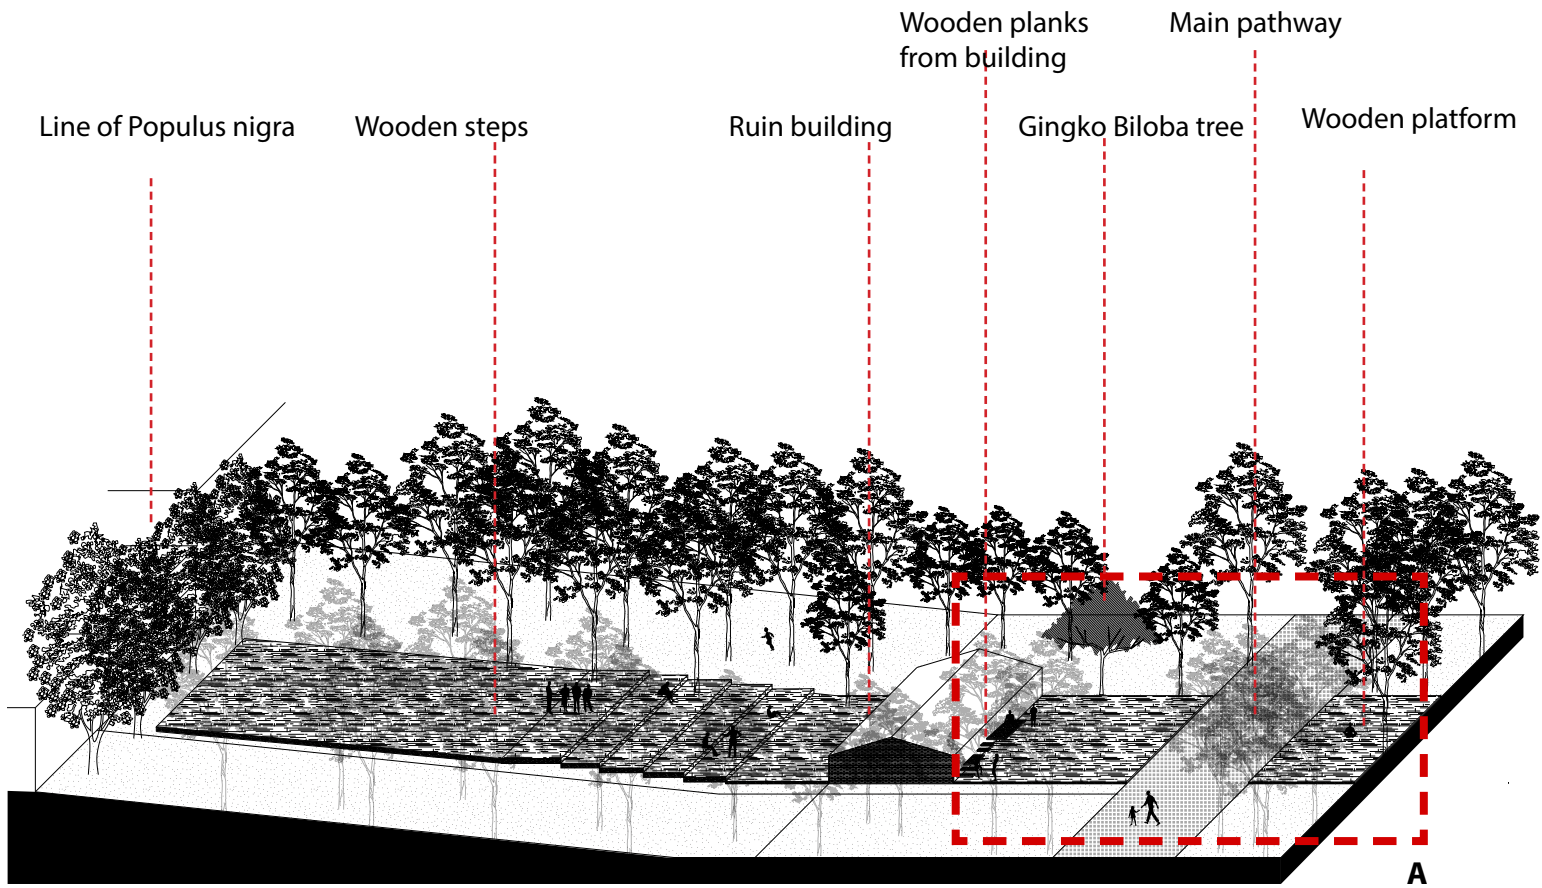 Wooden planks
from building
Main pathway
Line of Populus nigra
Wooden steps
Ruin building
Gingko Biloba tree
Wooden platform
A